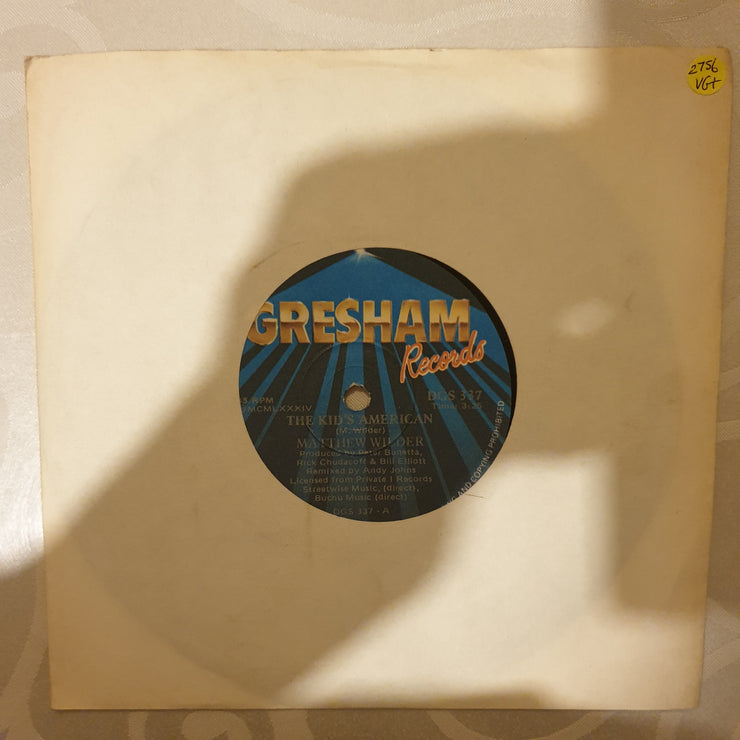 2756
VG+
GRESHAM
Records
45 RPM
DGS 337
MCMLXXXIV
Time: 3:25
THE KID'S AMERICAN
(M. Wilder)
MATTHEW WILDER
Produced by Peter Bunetta,
Rick Chudacoff & Bill Elliott
Remixed by Andy Johns
Licensed from Private I Records
Streetwise Music, (direct),
Buchu Music (direct)
DGS 337 - A
AND COPYING PROHIBITED